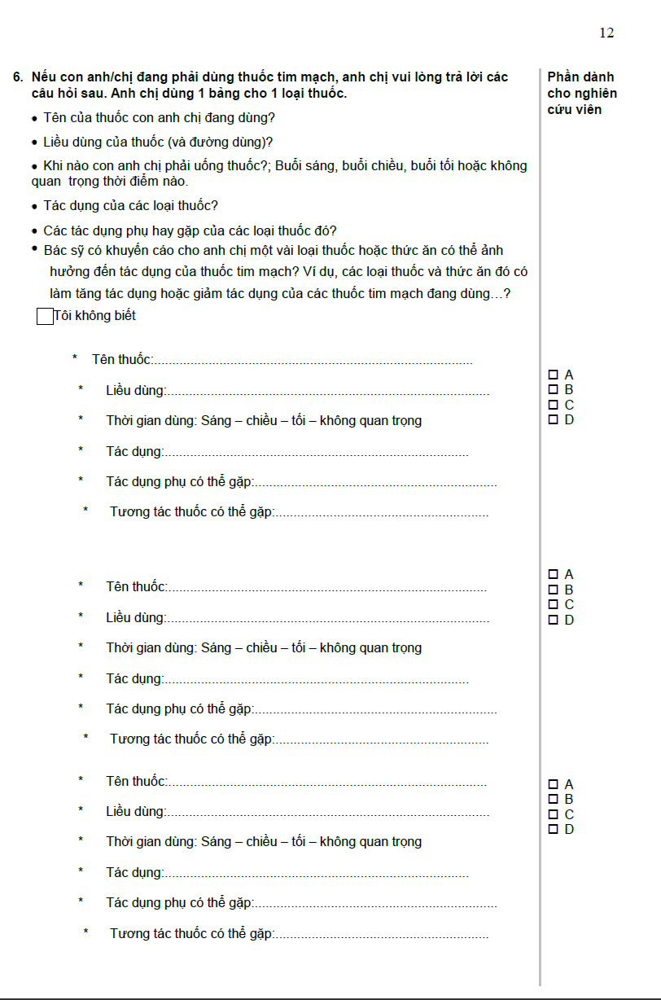 12
6. Nếu con anh/chị đang phải dùng thuốc tim mạch, anh chị vui lòng trả lời các
câu hỏi sau. Anh chị dùng 1 bảng cho 1 loại thuốc.
• Tên của thuốc con anh chị đang dùng?
• Liều dùng của thuốc (và đường dùng)?
• Khi nào con anh chị phải uống thuốc?; Buổi sáng, buổi chiều, buổi tối hoặc không
quan trọng thời điểm nào.
• Tác dụng của các loại thuốc?
• Các tác dụng phụ hay gặp của các loại thuốc đó?
• Bác sỹ có khuyến cáo cho anh chị một vài loại thuốc hoặc thức ăn có thể ảnh
hưởng đến tác dụng của thuốc tim mạch? Ví dụ, các loại thuốc và thức ăn đó có
làm tăng tác dụng hoặc giảm tác dụng của các thuốc tim mạch đang dùng…?
☐ Tôi không biết
* Tên thuốc:........................................................................................
* Liều dùng:.........................................................................................
* Thời gian dùng: Sáng – chiều – tối – không quan trọng
* Tác dụng:....................................................................................
* Tác dụng phụ có thể gặp:...................................................................
* Tương tác thuốc có thể gặp:...........................................................
* Tên thuốc:........................................................................................
* Liều dùng:.........................................................................................
* Thời gian dùng: Sáng – chiều – tối – không quan trọng
* Tác dụng:....................................................................................
* Tác dụng phụ có thể gặp:...................................................................
* Tương tác thuốc có thể gặp:...........................................................
* Tên thuốc:........................................................................................
* Liều dùng:.........................................................................................
* Thời gian dùng: Sáng – chiều – tối – không quan trọng
* Tác dụng:....................................................................................
* Tác dụng phụ có thể gặp:...................................................................
* Tương tác thuốc có thể gặp:...........................................................
Phần dành
cho nghiên
cứu viên
☐ A
☐ B
☐ C
☐ D
☐ A
☐ B
☐ C
☐ D
☐ A
☐ B
☐ C
☐ D